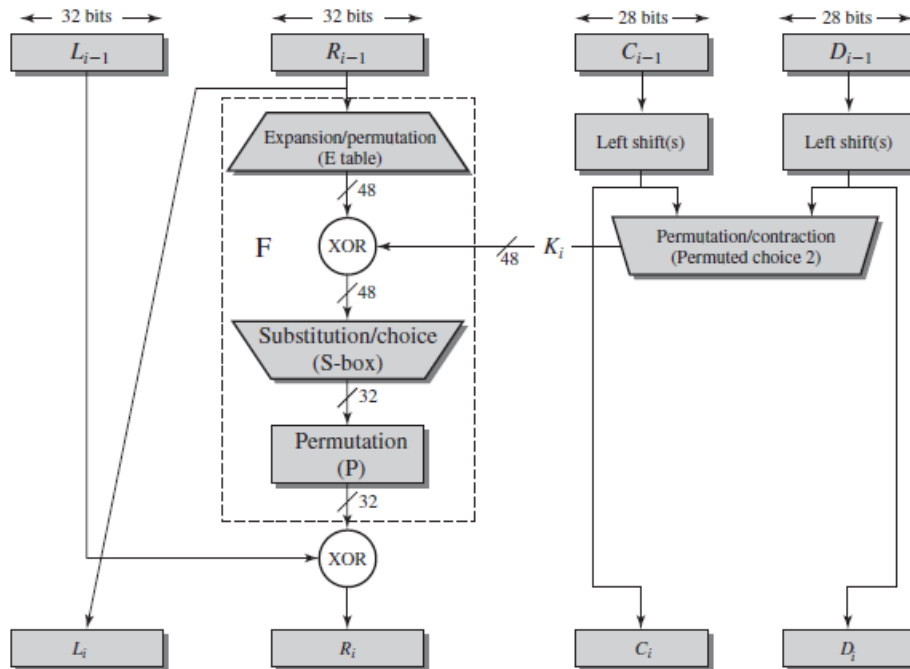 32 bits
32 bits
28 bits
28 bits
L_{i−1}
R_{i−1}
C_{i−1}
D_{i−1}
Expansion/permutation
(E table)
Left shift(s)
Left shift(s)
48
F
XOR
48
K_i
Permutation/contraction
(Permuted choice 2)
48
Substitution/choice
(S-box)
32
Permutation
(P)
32
XOR
L_i
R_i
C_i
D_i